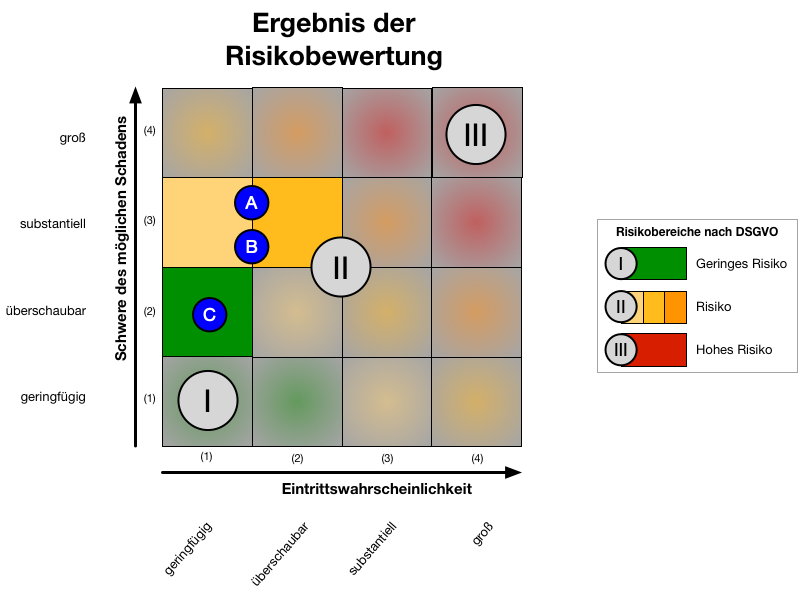 Ergebnis der
Risikobewertung
Schwere des möglichen Schadens
groß
(4)
III
substantiell
(3)
A
B
II
überschaubar
(2)
C
geringfügig
(1)
I
(1)
(2)
(3)
(4)
Eintrittswahrscheinlichkeit
geringfügig
überschaubar
substantiell
groß
Risikobereiche nach DSGVO
I Geringes Risiko
II Risiko
III Hohes Risiko